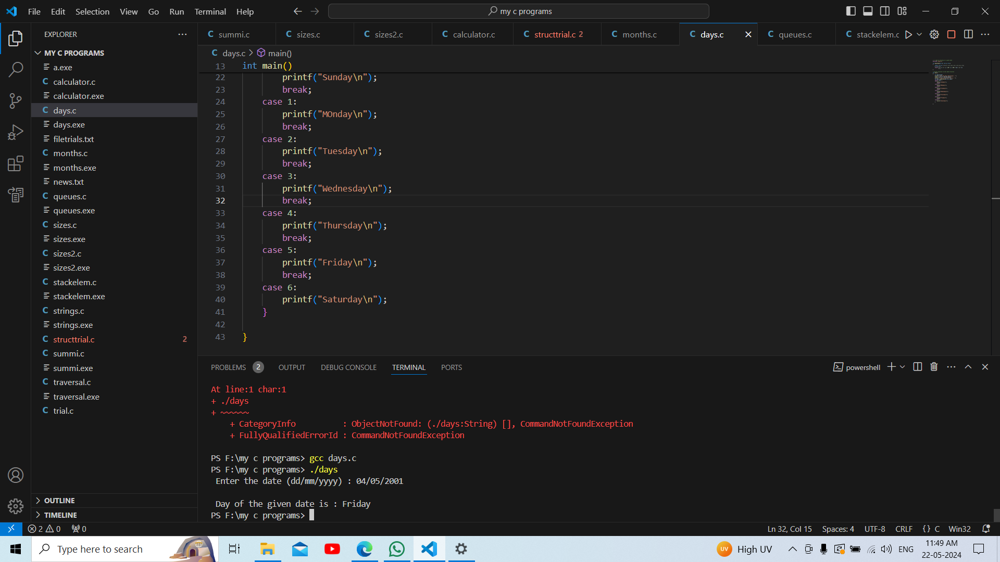 File Edit Selection View Go Run Terminal Help
my c programs
EXPLORER
MY C PROGRAMS
a.exe
C calculator.c
calculator.exe
C days.c
days.exe
filetrials.txt
C months.c
months.exe
news.txt
C queues.c
queues.exe
C sizes.c
sizes.exe
C sizes2.c
sizes2.exe
C stackelem.c
stackelem.exe
C strings.c
strings.exe
C structtrial.c 2
C summi.c
summi.exe
C traversal.c
traversal.exe
C trial.c
OUTLINE
TIMELINE
C summi.c C sizes.c C sizes2.c C calculator.c C structtrial.c 2 C months.c C days.c C queues.c C stackelem.c
C days.c > main()
13 int main()
22 printf("Sunday\n");
23 break;
24 case 1:
25 printf("MOnday\n");
26 break;
27 case 2:
28 printf("Tuesday\n");
29 break;
30 case 3:
31 printf("Wednesday\n");
32 break;
33 case 4:
34 printf("Thursday\n");
35 break;
36 case 5:
37 printf("Friday\n");
38 break;
39 case 6:
40 printf("Saturday\n");
41 }
42
43 }
PROBLEMS 2 OUTPUT DEBUG CONSOLE TERMINAL PORTS powershell
At line:1 char:1
+ ./days
+ ~~~~~~
+ CategoryInfo : ObjectNotFound: (./days:String) [], CommandNotFoundException
+ FullyQualifiedErrorId : CommandNotFoundException
PS F:\my c programs> gcc days.c
PS F:\my c programs> ./days
Enter the date (dd/mm/yyyy) : 04/05/2001
Day of the given date is : Friday
PS F:\my c programs>
2 0 0 Ln 32, Col 15 Spaces: 4 UTF-8 CRLF {} C Win32
Type here to search
UV High UV ENG
11:49 AM
22-05-2024